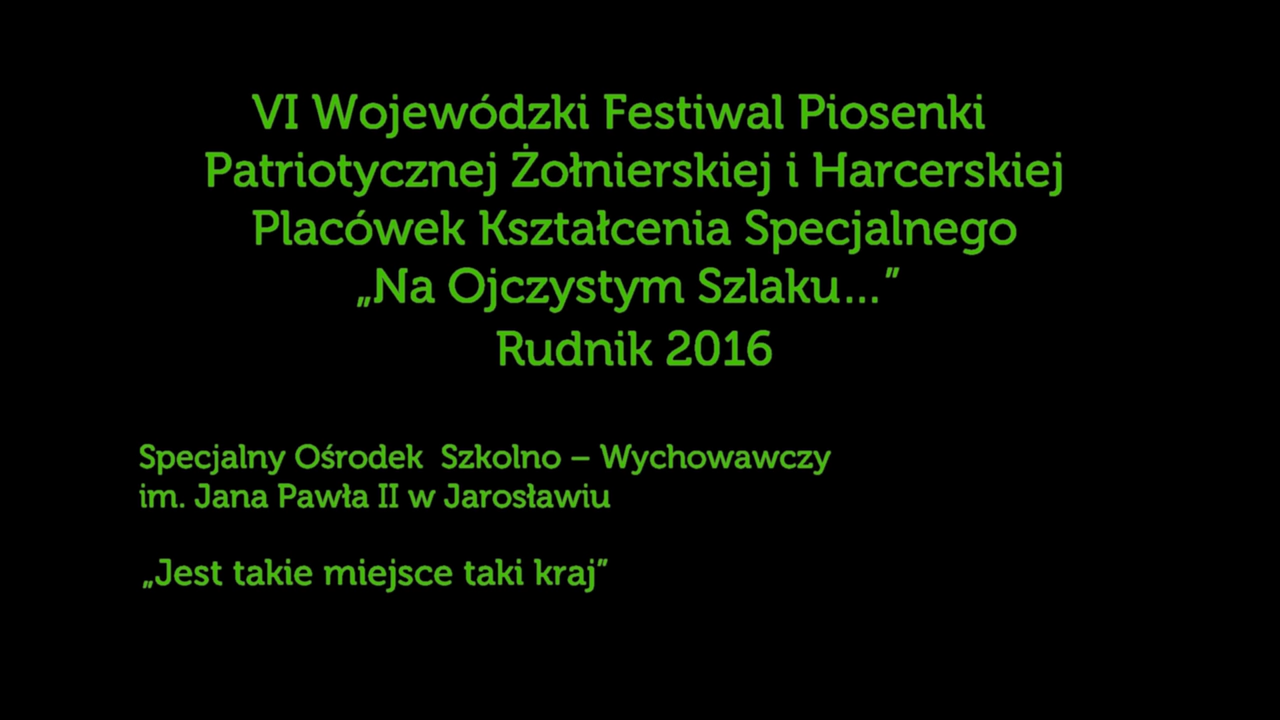 VI Wojewódzki Festiwal Piosenki
Patriotycznej Żołnierskiej i Harcerskiej
Placówek Kształcenia Specjalnego
„Na Ojczystym Szlaku...”
Rudnik 2016
Specjalny Ośrodek Szkolno – Wychowawczy
im. Jana Pawła II w Jarosławiu
„Jest takie miejsce taki kraj”